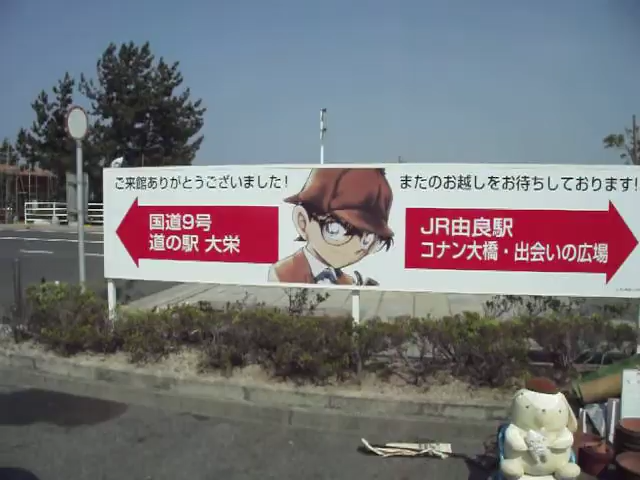 ご来館ありがとうございました!
またのお越しをお待ちしております!
国道9号
道の駅 大栄
JR由良駅
コナン大橋・出会いの広場